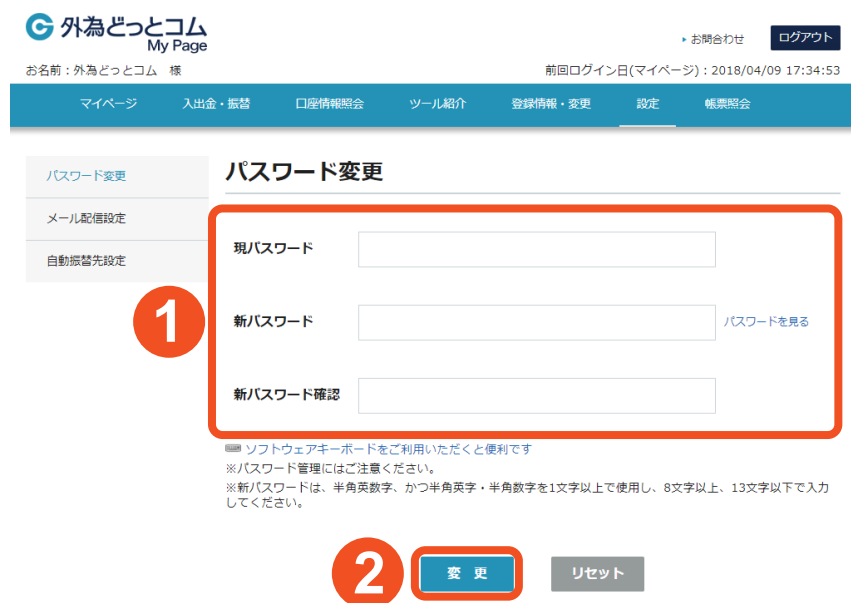 外為どっとコム
My Page
お問合わせ
ログアウト
お名前：外為どっとコム　様
前回ログイン日(マイページ)：2018/04/09 17:34:53
マイページ　入出金・振替　口座情報照会　ツール紹介　登録情報・変更　設定　帳票照会
パスワード変更
メール配信設定
自動振替先設定
パスワード変更
1
現パスワード
新パスワード
パスワードを見る
新パスワード確認
ソフトウェアキーボードをご利用いただくと便利です
※パスワード管理にはご注意ください。
※新パスワードは、半角英数字、かつ半角英字・半角数字を1文字以上で使用し、8文字以上、13文字以下で入力
してください。
2
変　更
リセット